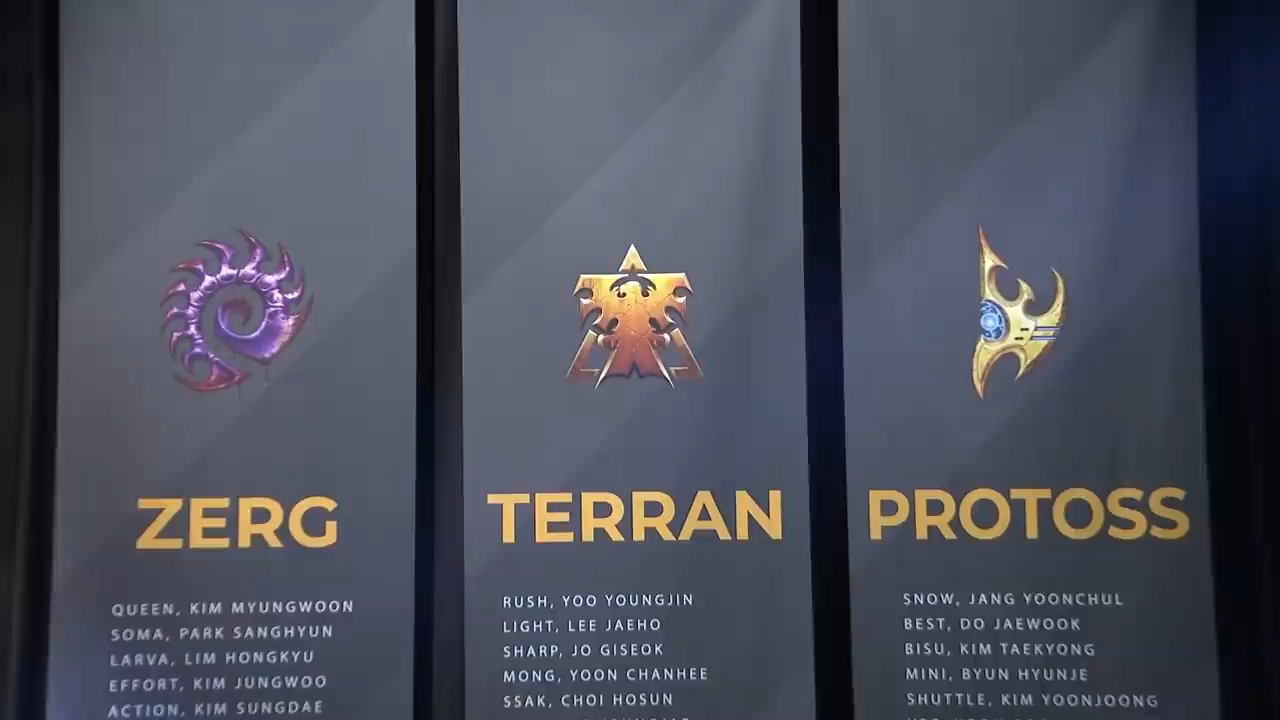 ZERG
QUEEN, KIM MYUNGWOON
SOMA, PARK SANGHYUN
LARVA, LIM HONGKYU
EFFORT, KIM JUNGWOO
ACTION, KIM SUNGDAE
TERRAN
RUSH, YOO YOUNGJIN
LIGHT, LEE JAEHO
SHARP, JO GISEOK
MONG, YOON CHANHEE
SSAK, CHOI HOSUN
PROTOSS
SNOW, JANG YOONCHUL
BEST, DO JAEWOOK
BISU, KIM TAEKYONG
MINI, BYUN HYUNJE
SHUTTLE, KIM YOONJOONG